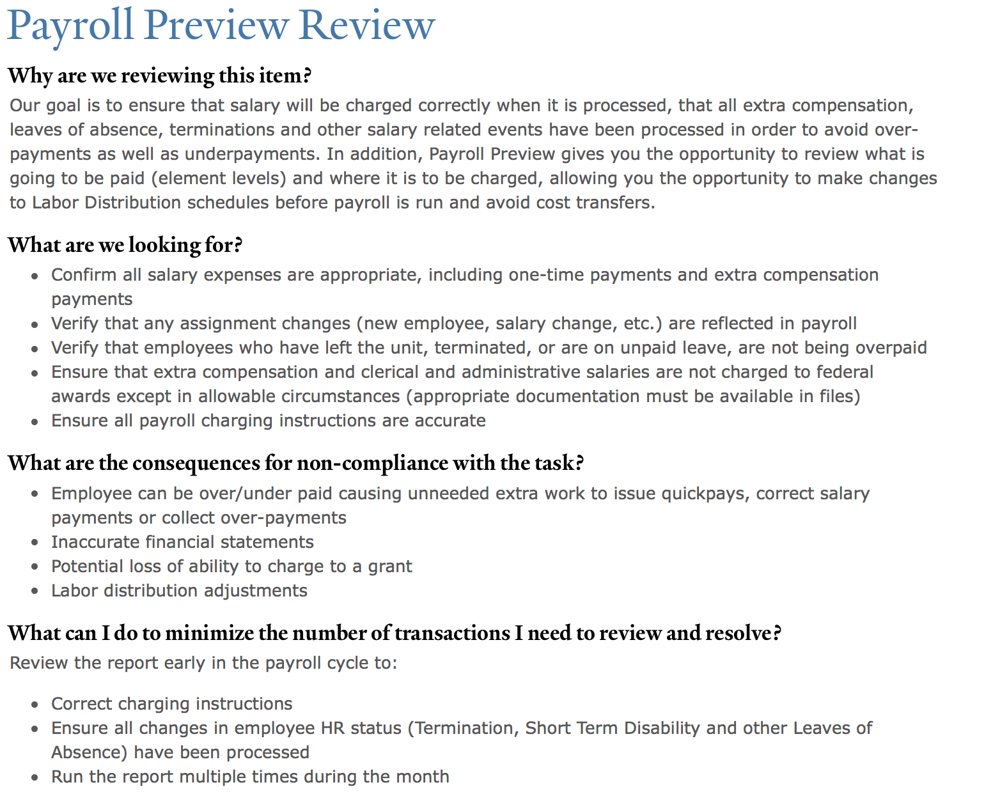 Payroll Preview Review
Why are we reviewing this item?
Our goal is to ensure that salary will be charged correctly when it is processed, that all extra compensation,
leaves of absence, terminations and other salary related events have been processed in order to avoid over-
payments as well as underpayments. In addition, Payroll Preview gives you the opportunity to review what is
going to be paid (element levels) and where it is to be charged, allowing you the opportunity to make changes
to Labor Distribution schedules before payroll is run and avoid cost transfers.
What are we looking for?
• Confirm all salary expenses are appropriate, including one-time payments and extra compensation
payments
• Verify that any assignment changes (new employee, salary change, etc.) are reflected in payroll
• Verify that employees who have left the unit, terminated, or are on unpaid leave, are not being overpaid
• Ensure that extra compensation and clerical and administrative salaries are not charged to federal
awards except in allowable circumstances (appropriate documentation must be available in files)
• Ensure all payroll charging instructions are accurate
What are the consequences for non-compliance with the task?
• Employee can be over/under paid causing unneeded extra work to issue quickpays, correct salary
payments or collect over-payments
• Inaccurate financial statements
• Potential loss of ability to charge to a grant
• Labor distribution adjustments
What can I do to minimize the number of transactions I need to review and resolve?
Review the report early in the payroll cycle to:
• Correct charging instructions
• Ensure all changes in employee HR status (Termination, Short Term Disability and other Leaves of
Absence) have been processed
• Run the report multiple times during the month